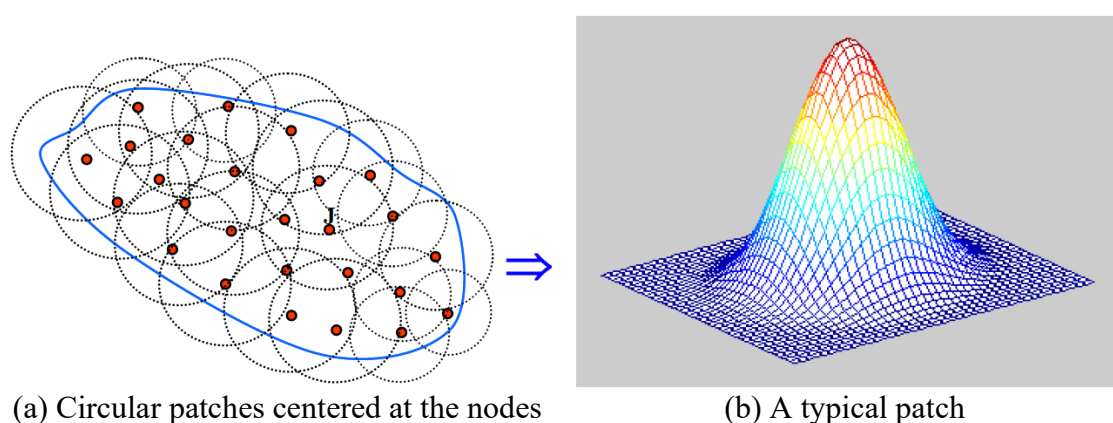 J
(a) Circular patches centered at the nodes
(b) A typical patch